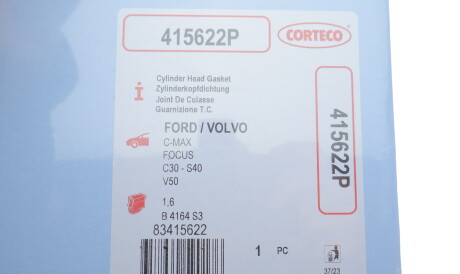 415622P
CORTECO
Cylinder Head Gasket
Zylinderkopfdichtung
Joint De Culasse
Guarnizione T.C.
i
FORD / VOLVO
C-MAX
FOCUS
C30 - S40
V50
1,6
B 4164 S3
83415622
1 PC
37/23
415622P